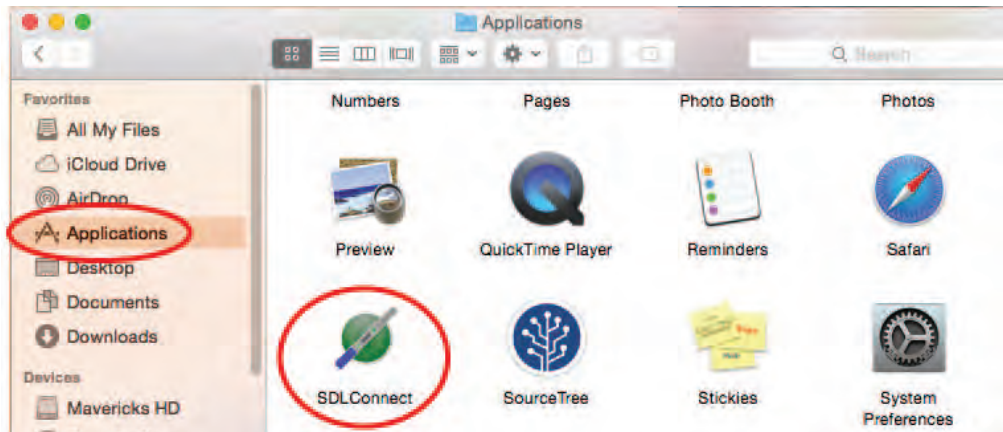 Applications
Search
Favorites
All My Files
iCloud Drive
AirDrop
Applications
Desktop
Documents
Downloads
Devices
Mavericks HD
Numbers
Pages
Photo Booth
Photos
Preview
QuickTime Player
Reminders
Safari
SDLConnect
SourceTree
Stickies
System
Preferences